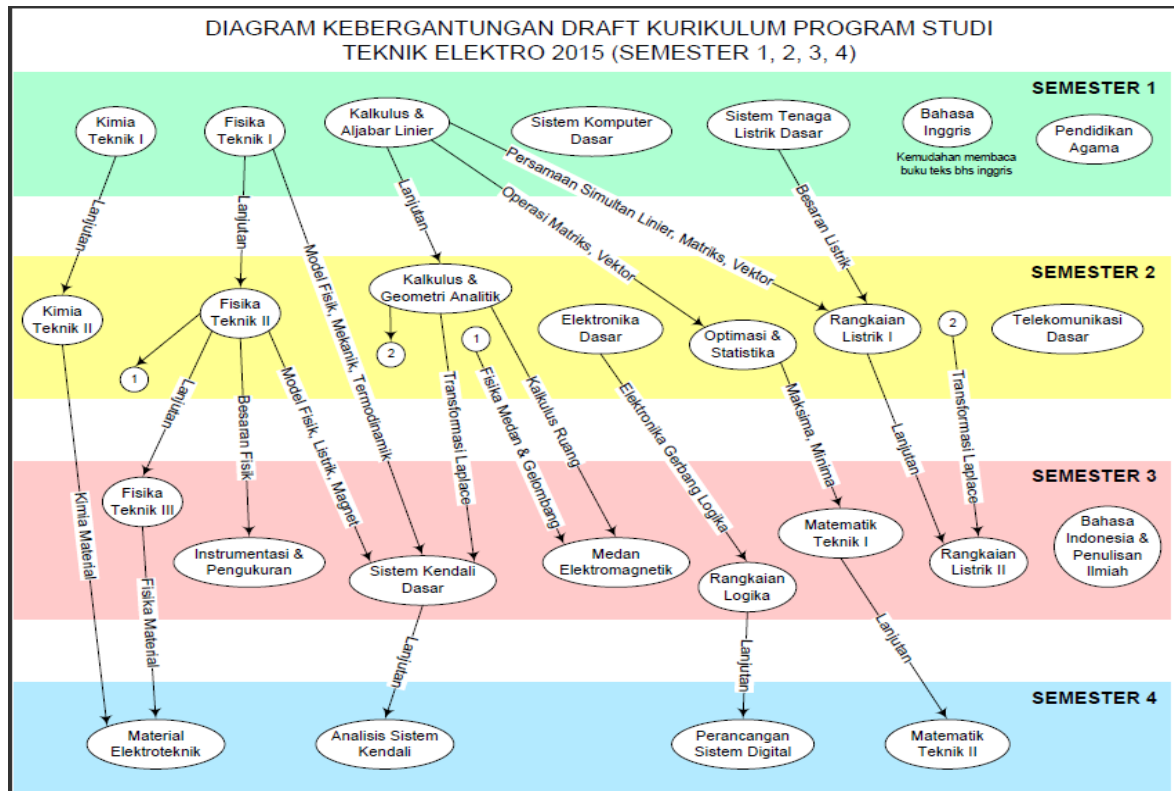 DIAGRAM KEBERGANTUNGAN DRAFT KURIKULUM PROGRAM STUDI
TEKNIK ELEKTRO 2015 (SEMESTER 1, 2, 3, 4)
SEMESTER 1
Kimia
Teknik I
Fisika
Teknik I
Kalkulus &
Aljabar Linier
Sistem Komputer
Dasar
Sistem Tenaga
Listrik Dasar
Bahasa
Inggris
Kemudahan membaca
buku teks bhs inggris
Pendidikan
Agama
Lanjutan
Lanjutan
Model Fisik, Mekanik, Termodinamik
Lanjutan
Operasi Matriks, Vektor
Persamaan Simultan Linier, Matriks, Vektor
Besaran Listrik
SEMESTER 2
Kimia
Teknik II
Fisika
Teknik II
Kalkulus &
Geometri Analitik
Elektronika
Dasar
Optimasi &
Statistika
Rangkaian
Listrik I
Telekomunikasi
Dasar
1
2
1
2
Kimia Material
Lanjutan
Besaran Fisik
Model Fisik, Listrik, Magnet
Transformasi Laplace
Fisika Medan & Gelombang
Kalkulus Ruang
Elektronika Gerbang Logika
Maksima, Minima
Lanjutan
Transformasi Laplace
SEMESTER 3
Fisika
Teknik III
Instrumentasi &
Pengukuran
Sistem Kendali
Dasar
Medan
Elektromagnetik
Rangkaian
Logika
Matematik
Teknik I
Rangkaian
Listrik II
Bahasa
Indonesia &
Penulisan
Ilmiah
Fisika Material
Lanjutan
Lanjutan
Lanjutan
SEMESTER 4
Material
Elektroteknik
Analisis Sistem
Kendali
Perancangan
Sistem Digital
Matematik
Teknik II